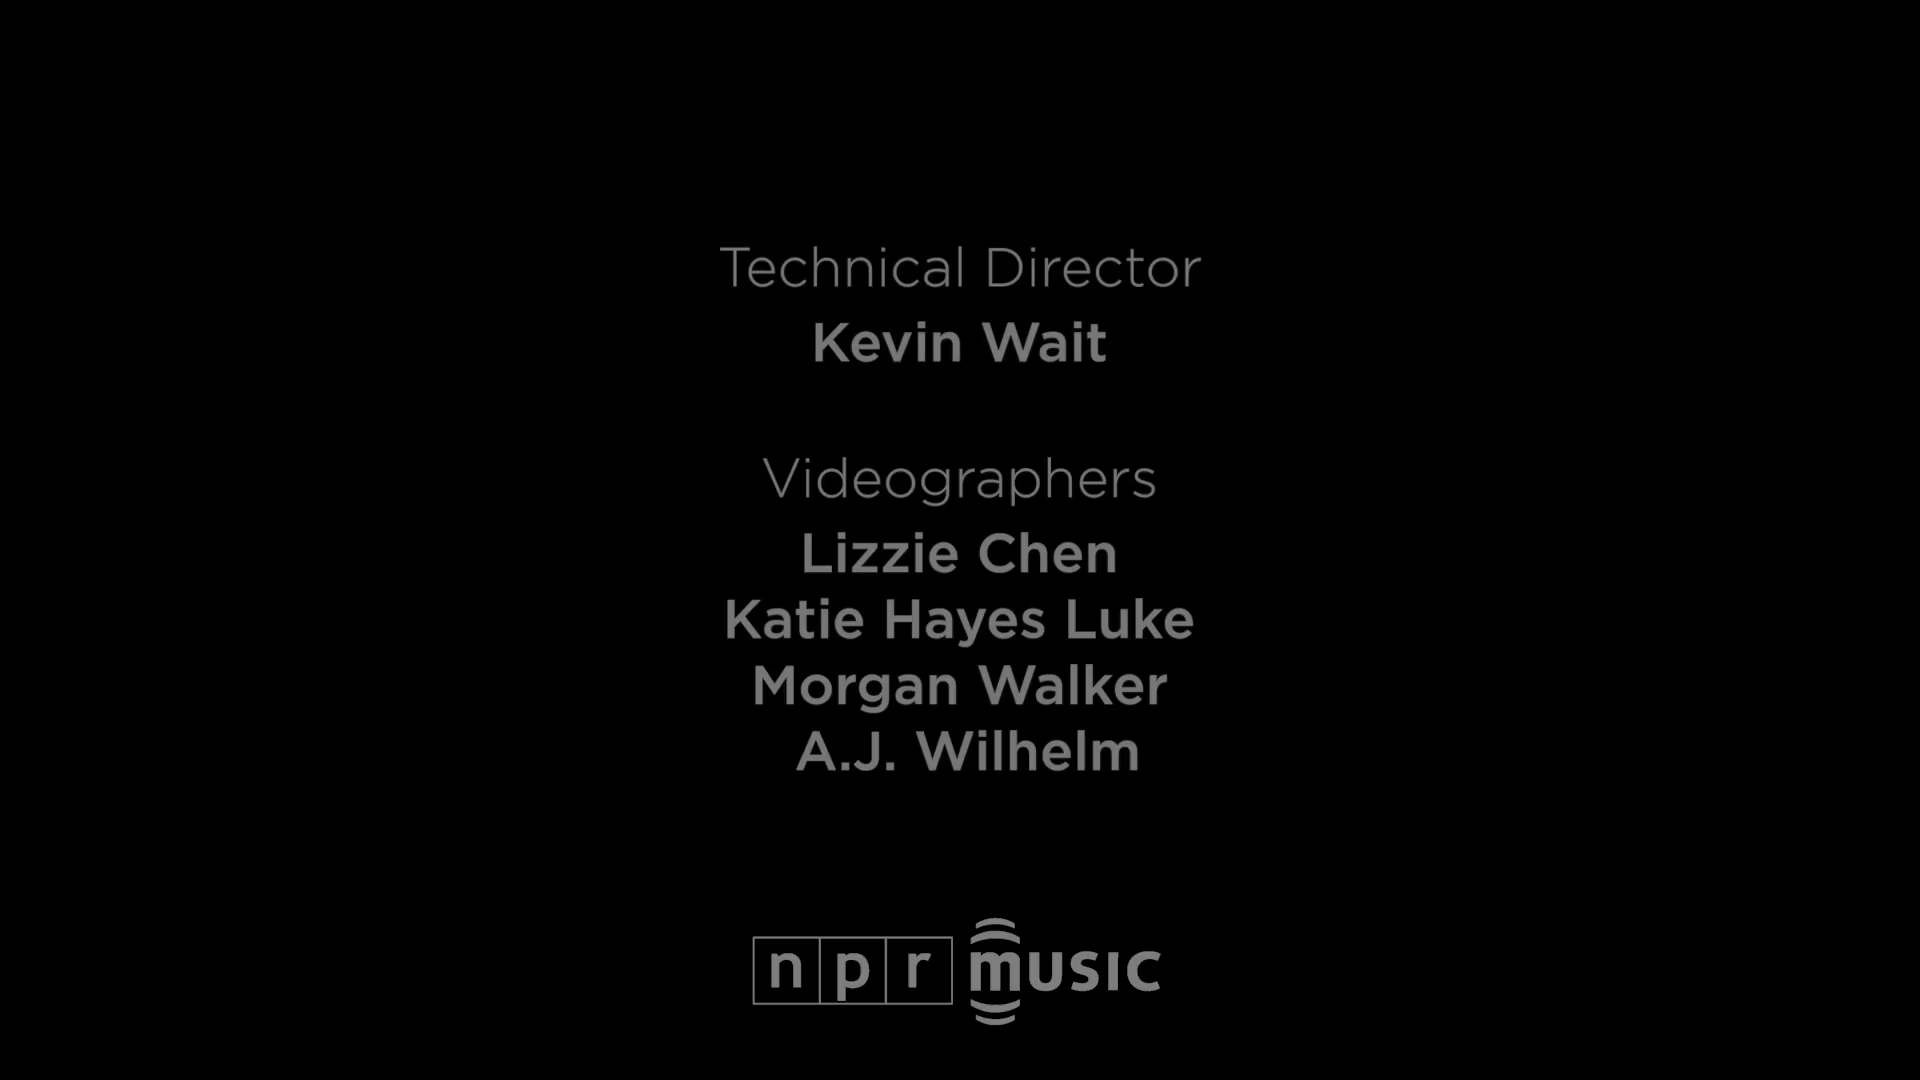 Technical Director
Kevin Wait
Videographers
Lizzie Chen
Katie Hayes Luke
Morgan Walker
A.J. Wilhelm
npr music